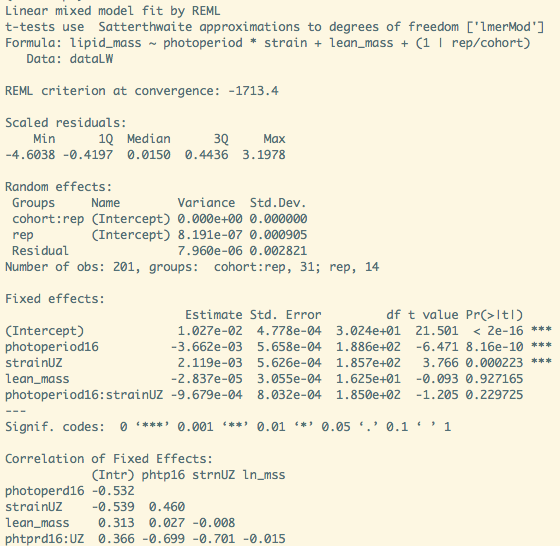 Linear mixed model fit by REML
t-tests use  Satterthwaite approximations to degrees of freedom ['lmerMod']
Formula: lipid_mass ~ photoperiod * strain + lean_mass + (1 | rep/cohort)
   Data: dataLW

REML criterion at convergence: -1713.4

Scaled residuals:
    Min      1Q  Median      3Q     Max
-4.6038 -0.4197  0.0150  0.4436  3.1978

Random effects:
 Groups     Name        Variance  Std.Dev.
 cohort:rep (Intercept) 0.000e+00 0.000000
 rep        (Intercept) 8.191e-07 0.000905
 Residual               7.960e-06 0.002821
Number of obs: 201, groups:  cohort:rep, 31; rep, 14

Fixed effects:
                         Estimate Std. Error         df t value Pr(>|t|)
(Intercept)             1.027e-02  4.778e-04  3.024e+01  21.501  < 2e-16 ***
photoperiod16          -3.662e-03  5.658e-04  1.886e+02  -6.471 8.16e-10 ***
strainUZ                2.119e-03  5.626e-04  1.857e+02   3.766 0.000223 ***
lean_mass              -2.837e-05  3.055e-04  1.625e+01  -0.093 0.927165
photoperiod16:strainUZ -9.679e-04  8.032e-04  1.850e+02  -1.205 0.229725
---
Signif. codes:  0 ‘***’ 0.001 ‘**’ 0.01 ‘*’ 0.05 ‘.’ 0.1 ‘ ’ 1

Correlation of Fixed Effects:
            (Intr) phtp16 strnUZ ln_mss
photoperd16 -0.532
strainUZ    -0.539  0.460
lean_mass    0.313  0.027 -0.008
phtprd16:UZ  0.366 -0.699 -0.701 -0.015